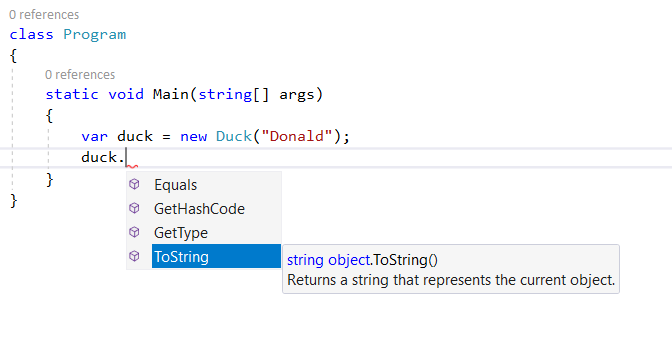 0 references
class Program
{
0 references
static void Main(string[] args)
{
var duck = new Duck("Donald");
duck.
}
}
Equals
GetHashCode
GetType
ToString
string object.ToString()
Returns a string that represents the current object.